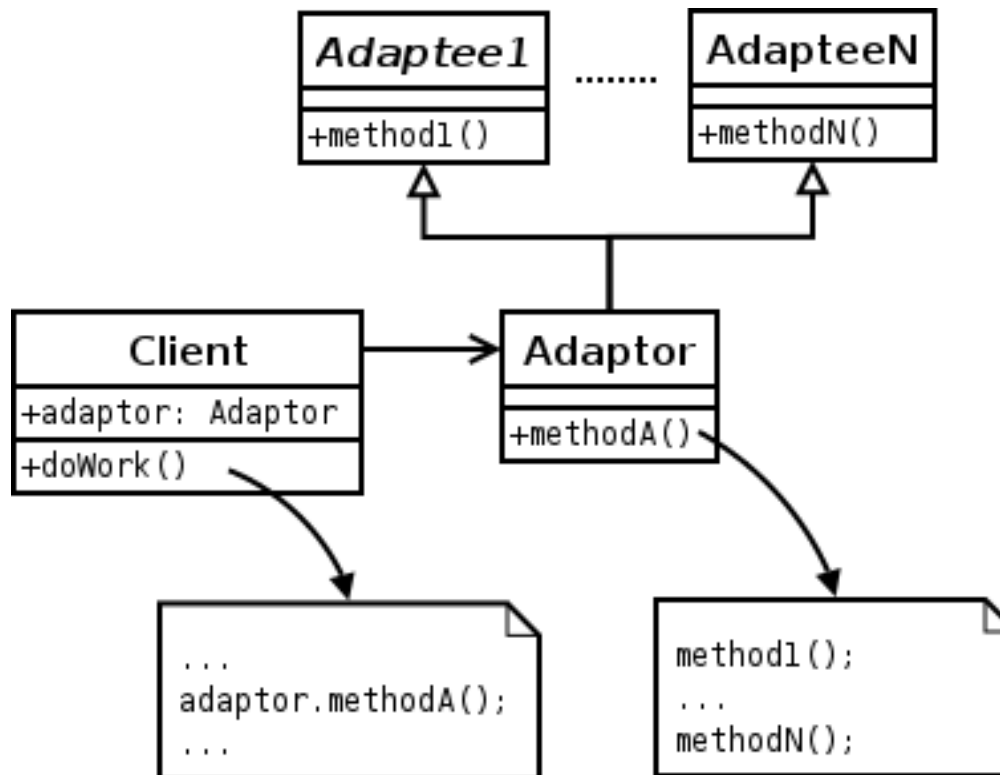 Adaptee1
AdapteeN
+method1()
+methodN()
Client
Adaptor
+adaptor: Adaptor
+doWork()
+methodA()
...
adaptor.methodA();
...
method1();
...
methodN();